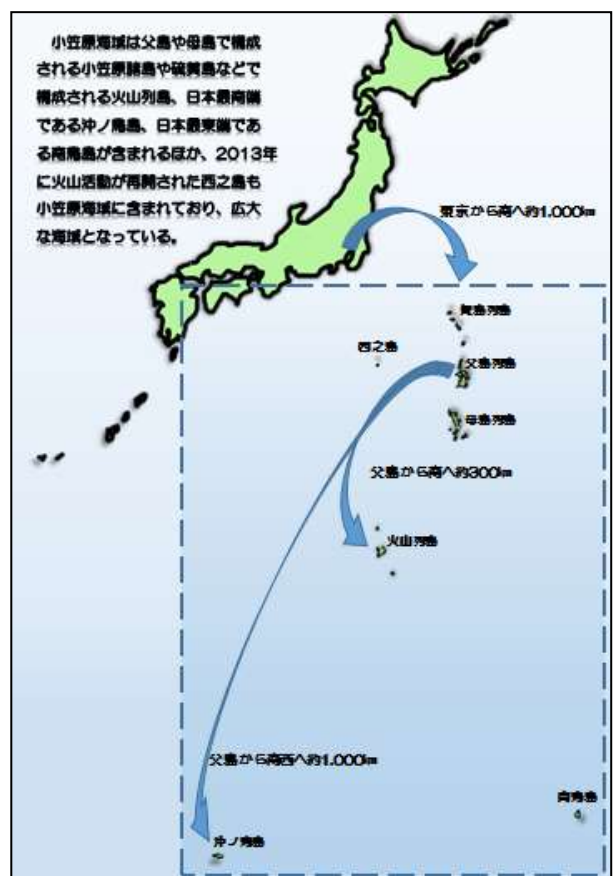 小笠原海域は父島や母島で構成
される小笠原諸島や硫黄島などで
構成される火山列島、日本最南端
である沖ノ鳥島、日本最東端であ
る南鳥島が含まれるほか、2013年
に火山活動が再開された西之島も
小笠原海域に含まれており、広大
な海域となっている。
東京から南へ約1,000km
聟島列島
西之島
父島列島
母島列島
父島から南へ約300km
火山列島
父島から南西へ約1,000km
南鳥島
沖ノ鳥島